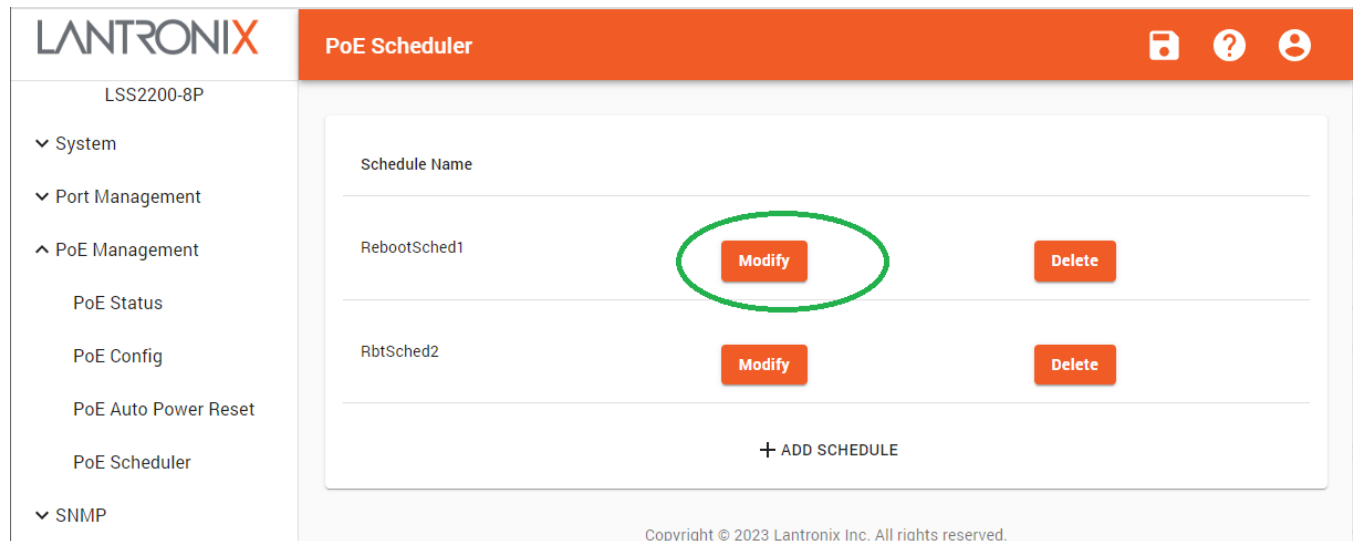 LANTRONIX
PoE Scheduler
LSS2200-8P
System
Port Management
PoE Management
PoE Status
PoE Config
PoE Auto Power Reset
PoE Scheduler
SNMP
Schedule Name
RebootSched1 Modify Delete
RbtSched2 Modify Delete
+ ADD SCHEDULE
Copyright © 2023 Lantronix Inc. All rights reserved.